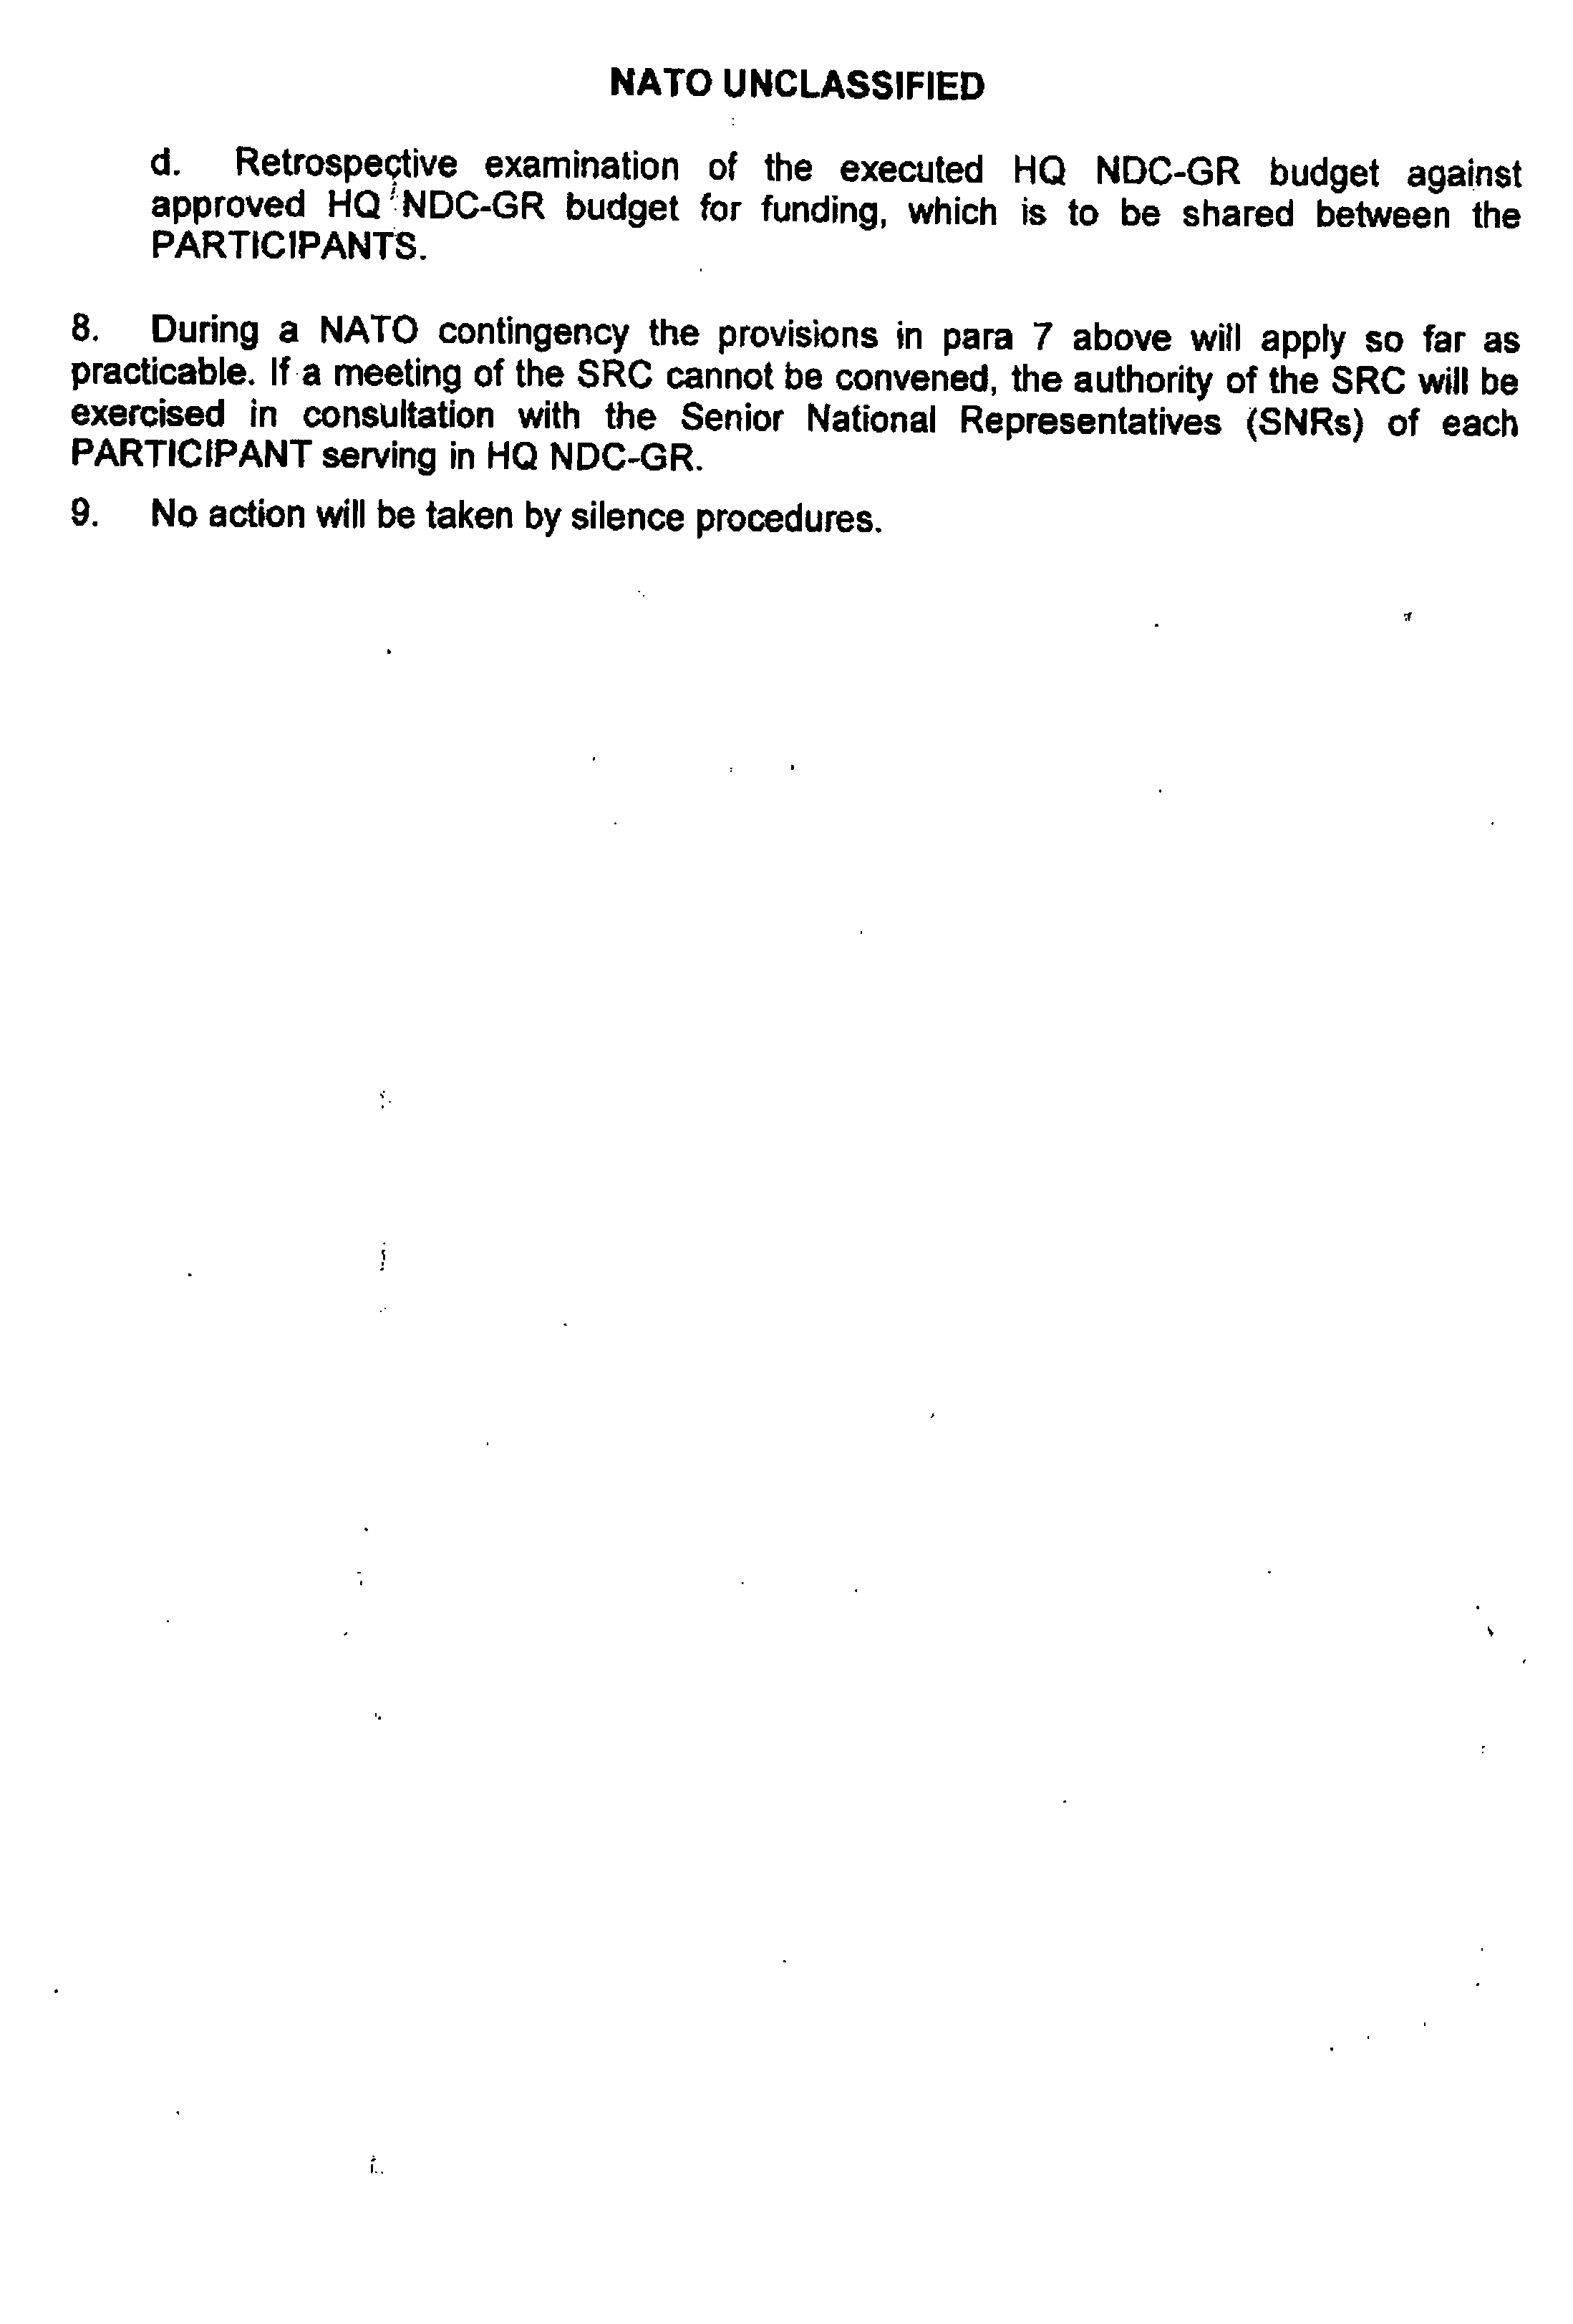 NATO UNCLASSIFIED
d. Retrospective examination of the executed HQ NDC-GR budget against
approved HQ NDC-GR budget for funding, which is to be shared between the
PARTICIPANTS.
8. During a NATO contingency the provisions in para 7 above will apply so far as
practicable. If a meeting of the SRC cannot be convened, the authority of the SRC will be
exercised in consultation with the Senior National Representatives (SNRs) of each
PARTICIPANT serving in HQ NDC-GR.
9. No action will be taken by silence procedures.